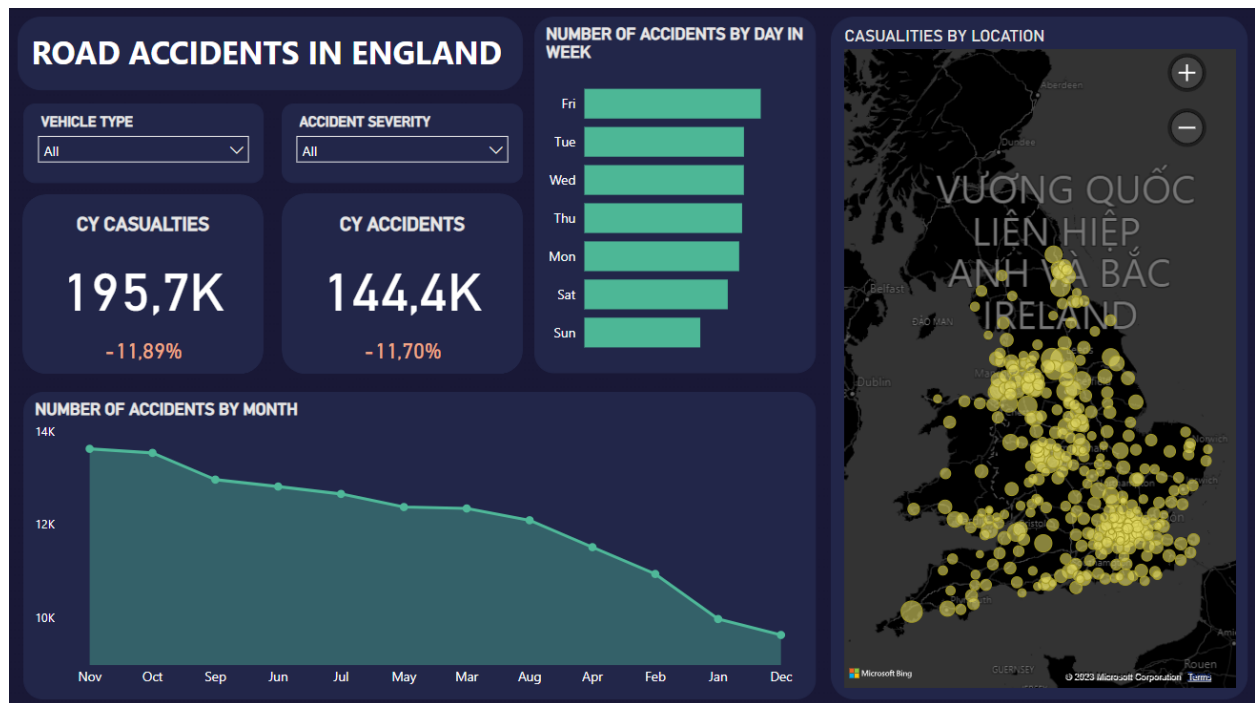 ROAD ACCIDENTS IN ENGLAND
VEHICLE TYPE
All
ACCIDENT SEVERITY
All
CY CASUALTIES
195,7K
-11,89%
CY ACCIDENTS
144,4K
-11,70%
NUMBER OF ACCIDENTS BY DAY IN
WEEK
Fri
Tue
Wed
Thu
Mon
Sat
Sun
NUMBER OF ACCIDENTS BY MONTH
14K
12K
10K
Nov Oct Sep Jun Jul May Mar Aug Apr Feb Jan Dec
CASUALITIES BY LOCATION
Aberdeen
Dundee
VƯƠNG QUỐC
LIÊN HIỆP
ANH VÀ BẮC
IRELAND
Belfast
ĐẢO MAN
Dublin
Norwich
GUERNSEY
Rouen
Microsoft Bing
© 2023 Microsoft Corporation Terms